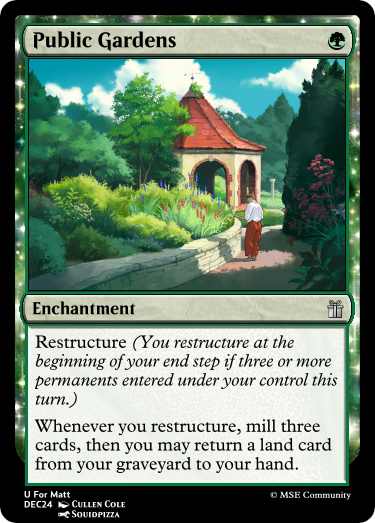 Public Gardens
Enchantment
Restructure (You restructure at the
beginning of your end step if three or more
permanents entered under your control this
turn.)
Whenever you restructure, mill three
cards, then you may return a land card
from your graveyard to your hand.
U For Matt
DEC24 Cullen Cole
Squidpizza
© MSE Community